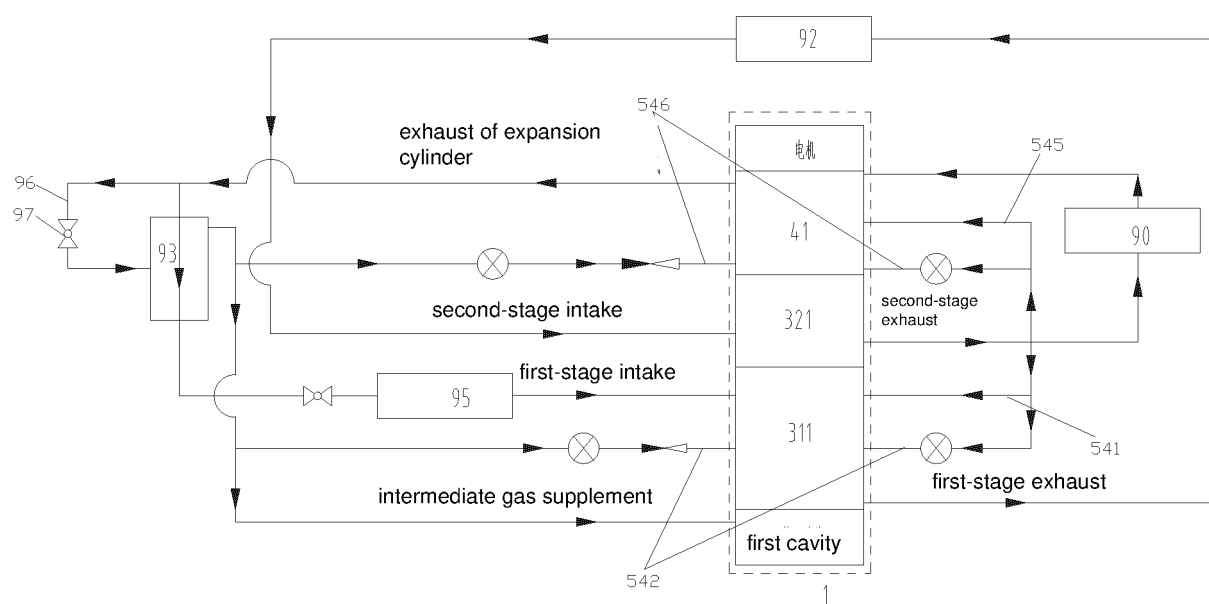 92
546
exhaust of expansion
cylinder
电机
545
96
97
93
41
90
second-stage
exhaust
second-stage intake
321
first-stage intake
95
311
541
first-stage exhaust
intermediate gas supplement
first cavity
542
1